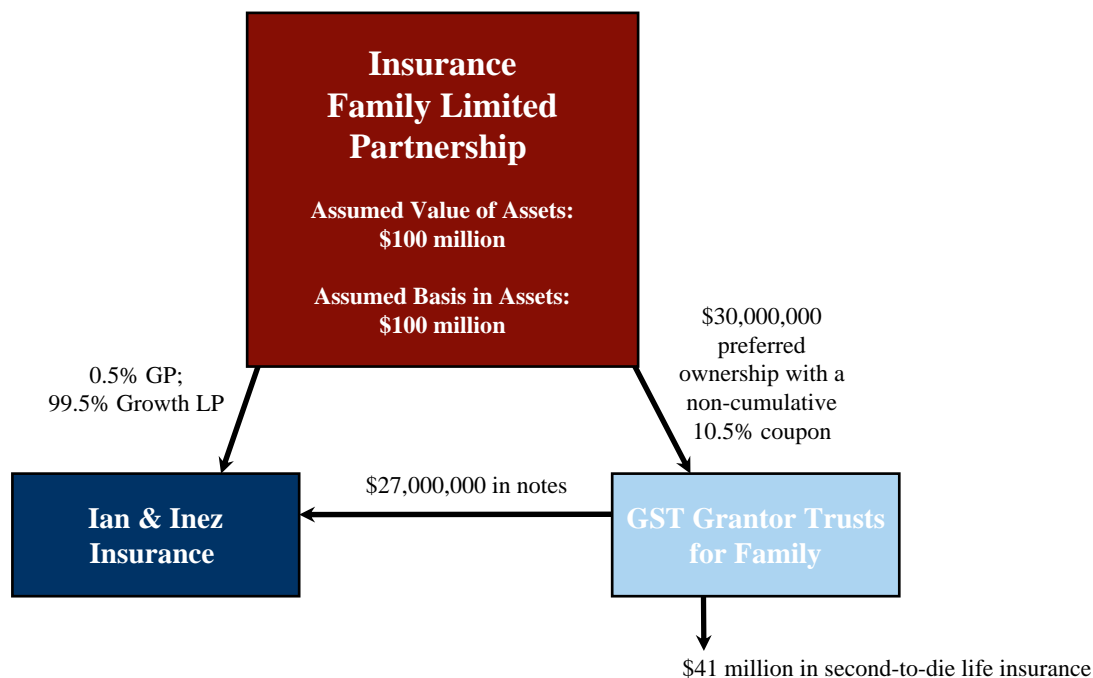 Insurance
Family Limited
Partnership
Assumed Value of Assets:
$100 million
Assumed Basis in Assets:
$100 million
0.5% GP;
99.5% Growth LP
$30,000,000
preferred
ownership with a
non-cumulative
10.5% coupon
$27,000,000 in notes
Ian & Inez
Insurance
GST Grantor Trusts
for Family
$41 million in second-to-die life insurance